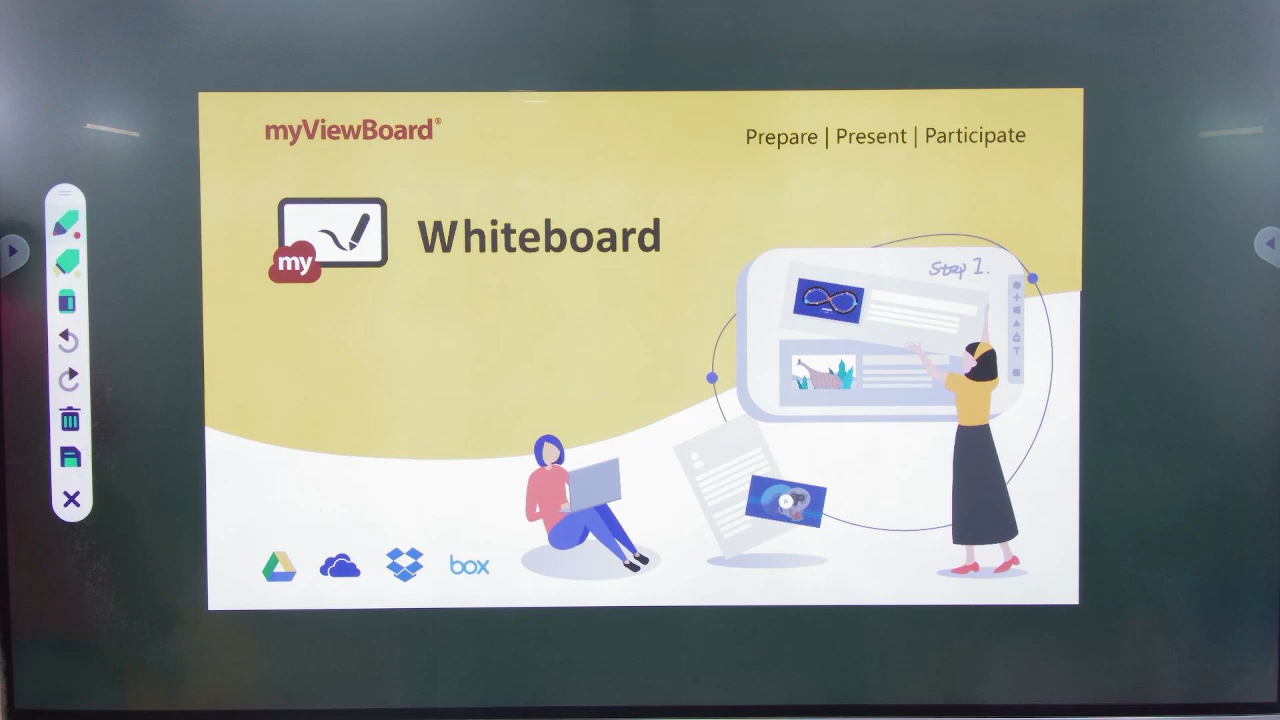 myViewBoard®
Prepare | Present | Participate
my
Whiteboard
Step 1.
T
box